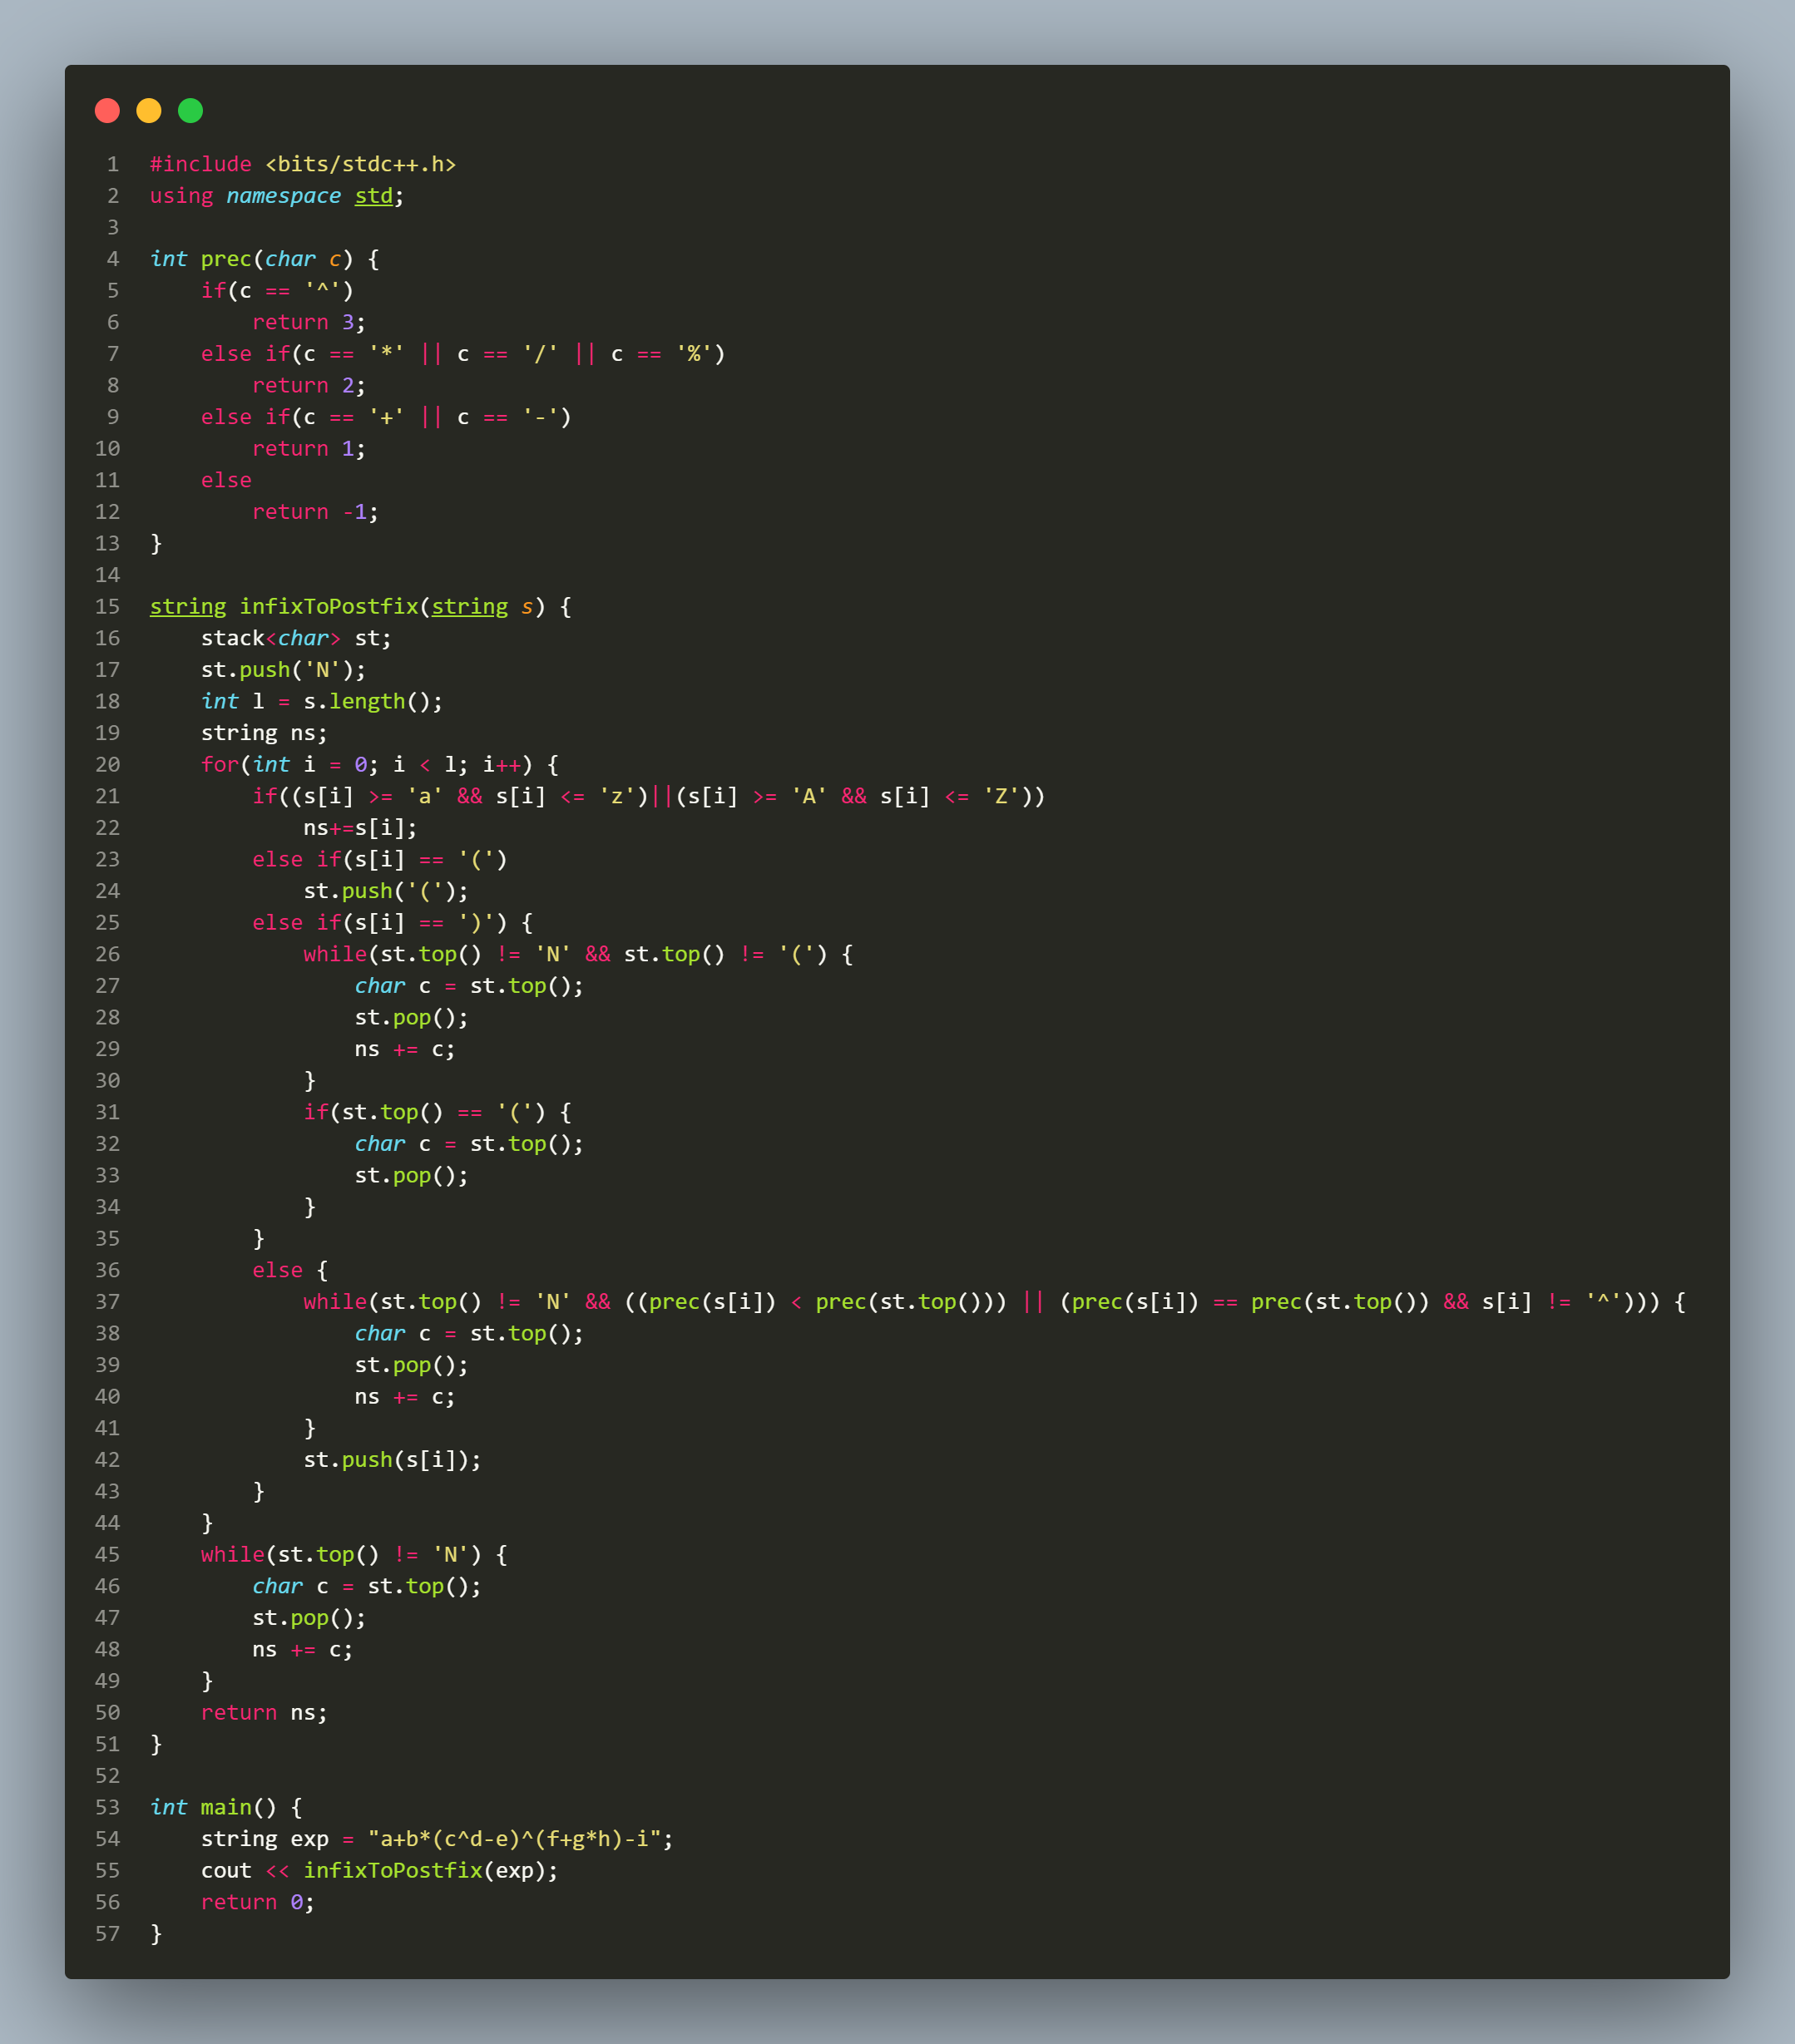 1 #include <bits/stdc++.h>
2 using namespace std;
3
4 int prec(char c) {
5     if(c == '^')
6         return 3;
7     else if(c == '*' || c == '/' || c == '%')
8         return 2;
9     else if(c == '+' || c == '-')
10         return 1;
11     else
12         return -1;
13 }
14
15 string infixToPostfix(string s) {
16     stack<char> st;
17     st.push('N');
18     int l = s.length();
19     string ns;
20     for(int i = 0; i < l; i++) {
21         if((s[i] >= 'a' && s[i] <= 'z')||(s[i] >= 'A' && s[i] <= 'Z'))
22             ns+=s[i];
23         else if(s[i] == '(')
24             st.push('(');
25         else if(s[i] == ')') {
26             while(st.top() != 'N' && st.top() != '(') {
27                 char c = st.top();
28                 st.pop();
29                 ns += c;
30             }
31             if(st.top() == '(') {
32                 char c = st.top();
33                 st.pop();
34             }
35         }
36         else {
37             while(st.top() != 'N' && ((prec(s[i]) < prec(st.top())) || (prec(s[i]) == prec(st.top()) && s[i] != '^'))) {
38                 char c = st.top();
39                 st.pop();
40                 ns += c;
41             }
42             st.push(s[i]);
43         }
44     }
45     while(st.top() != 'N') {
46         char c = st.top();
47         st.pop();
48         ns += c;
49     }
50     return ns;
51 }
52
53 int main() {
54     string exp = "a+b*(c^d-e)^(f+g*h)-i";
55     cout << infixToPostfix(exp);
56     return 0;
57 }